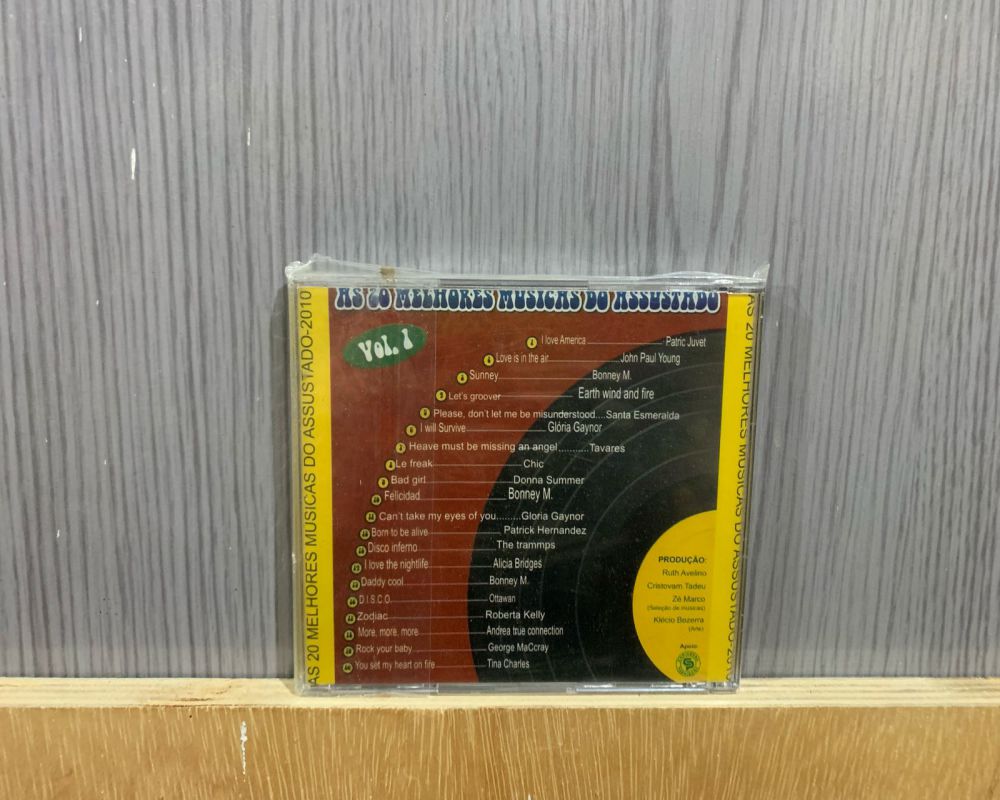 AS 20 MELHORES MUSICAS DO ASSUSTADO
Vol. 1
AS 20 MELHORES MUSICAS DO ASSUSTADO-2010
1 I love America Patric Juvet
Love is in the air John Paul Young
Sunney Bonney M.
Let's groover Earth wind and fire
Please, don't let me be misunderstood....Santa Esmeralda
I will Survive Glória Gaynor
Heave must be missing an angel...........Tavares
Le freak Chic
Bad girl Donna Summer
Felicidad Bonney M.
Can't take my eyes of you.........Gloria Gaynor
Born to be alive Patrick Hernandez
Disco inferno The trammps
I love the nightlife Alicia Bridges
Daddy cool Bonney M.
D.I.S.C.O. Ottawan
Zodiac Roberta Kelly
More, more, more Andrea true connection
Rock your baby George MaCcray
You set my heart on fire Tina Charles
PRODUÇÃO:
Ruth Avelino
Cristovam Tadeu
Zé Marco
(Seleção de musicas)
Klécio Bezerra
(Arte)
Apoio
AS 20 MELHORES MUSICAS DO ASSUSTADO-2010